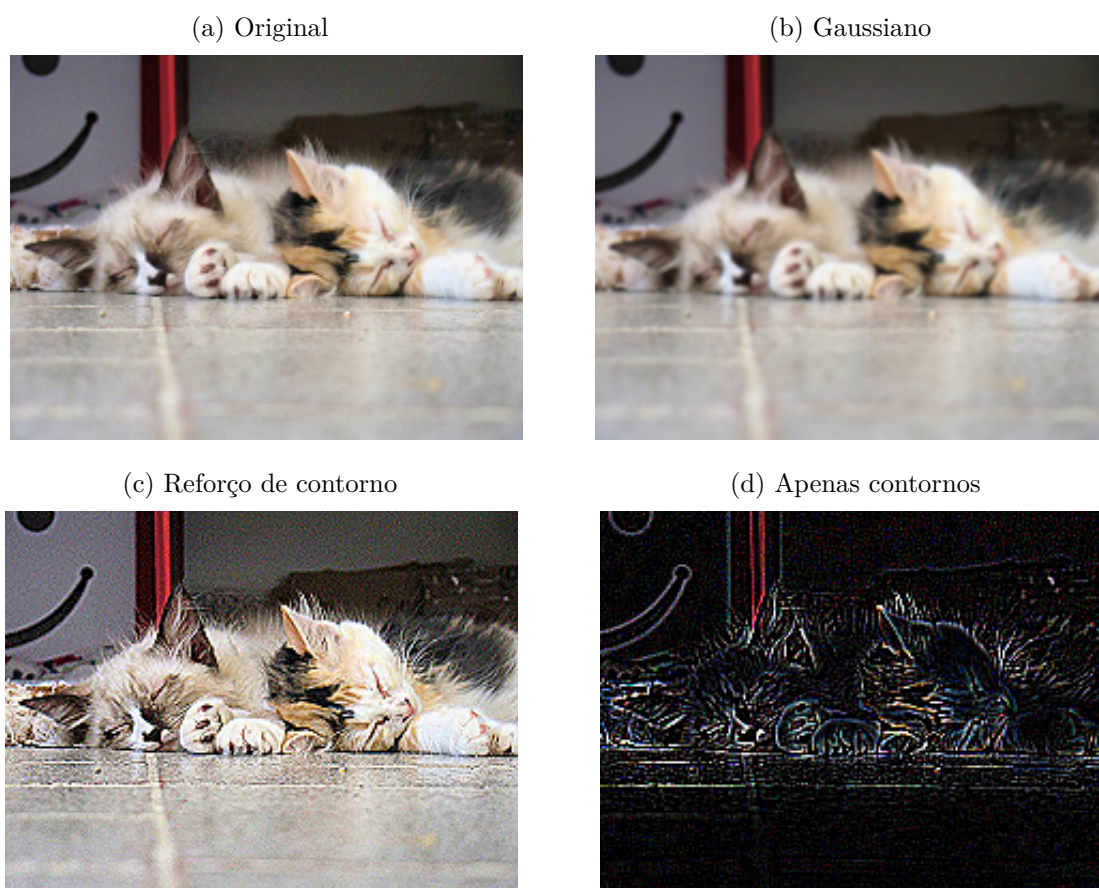 (a) Original
(b) Gaussiano
(c) Reforço de contorno
(d) Apenas contornos